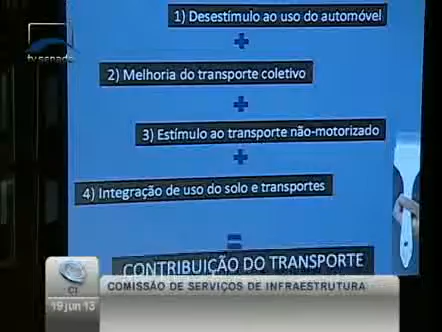 1) Desestímulo ao uso do automóvel
+
tv senado
2) Melhoria do transporte coletivo
+
3) Estímulo ao transporte não-motorizado
+
4) Integração de uso do solo e transportes
=
CONTRIBUIÇÃO DO TRANSPORTE
CI
COMISSÃO DE SERVIÇOS DE INFRAESTRUTURA
19 jun 13